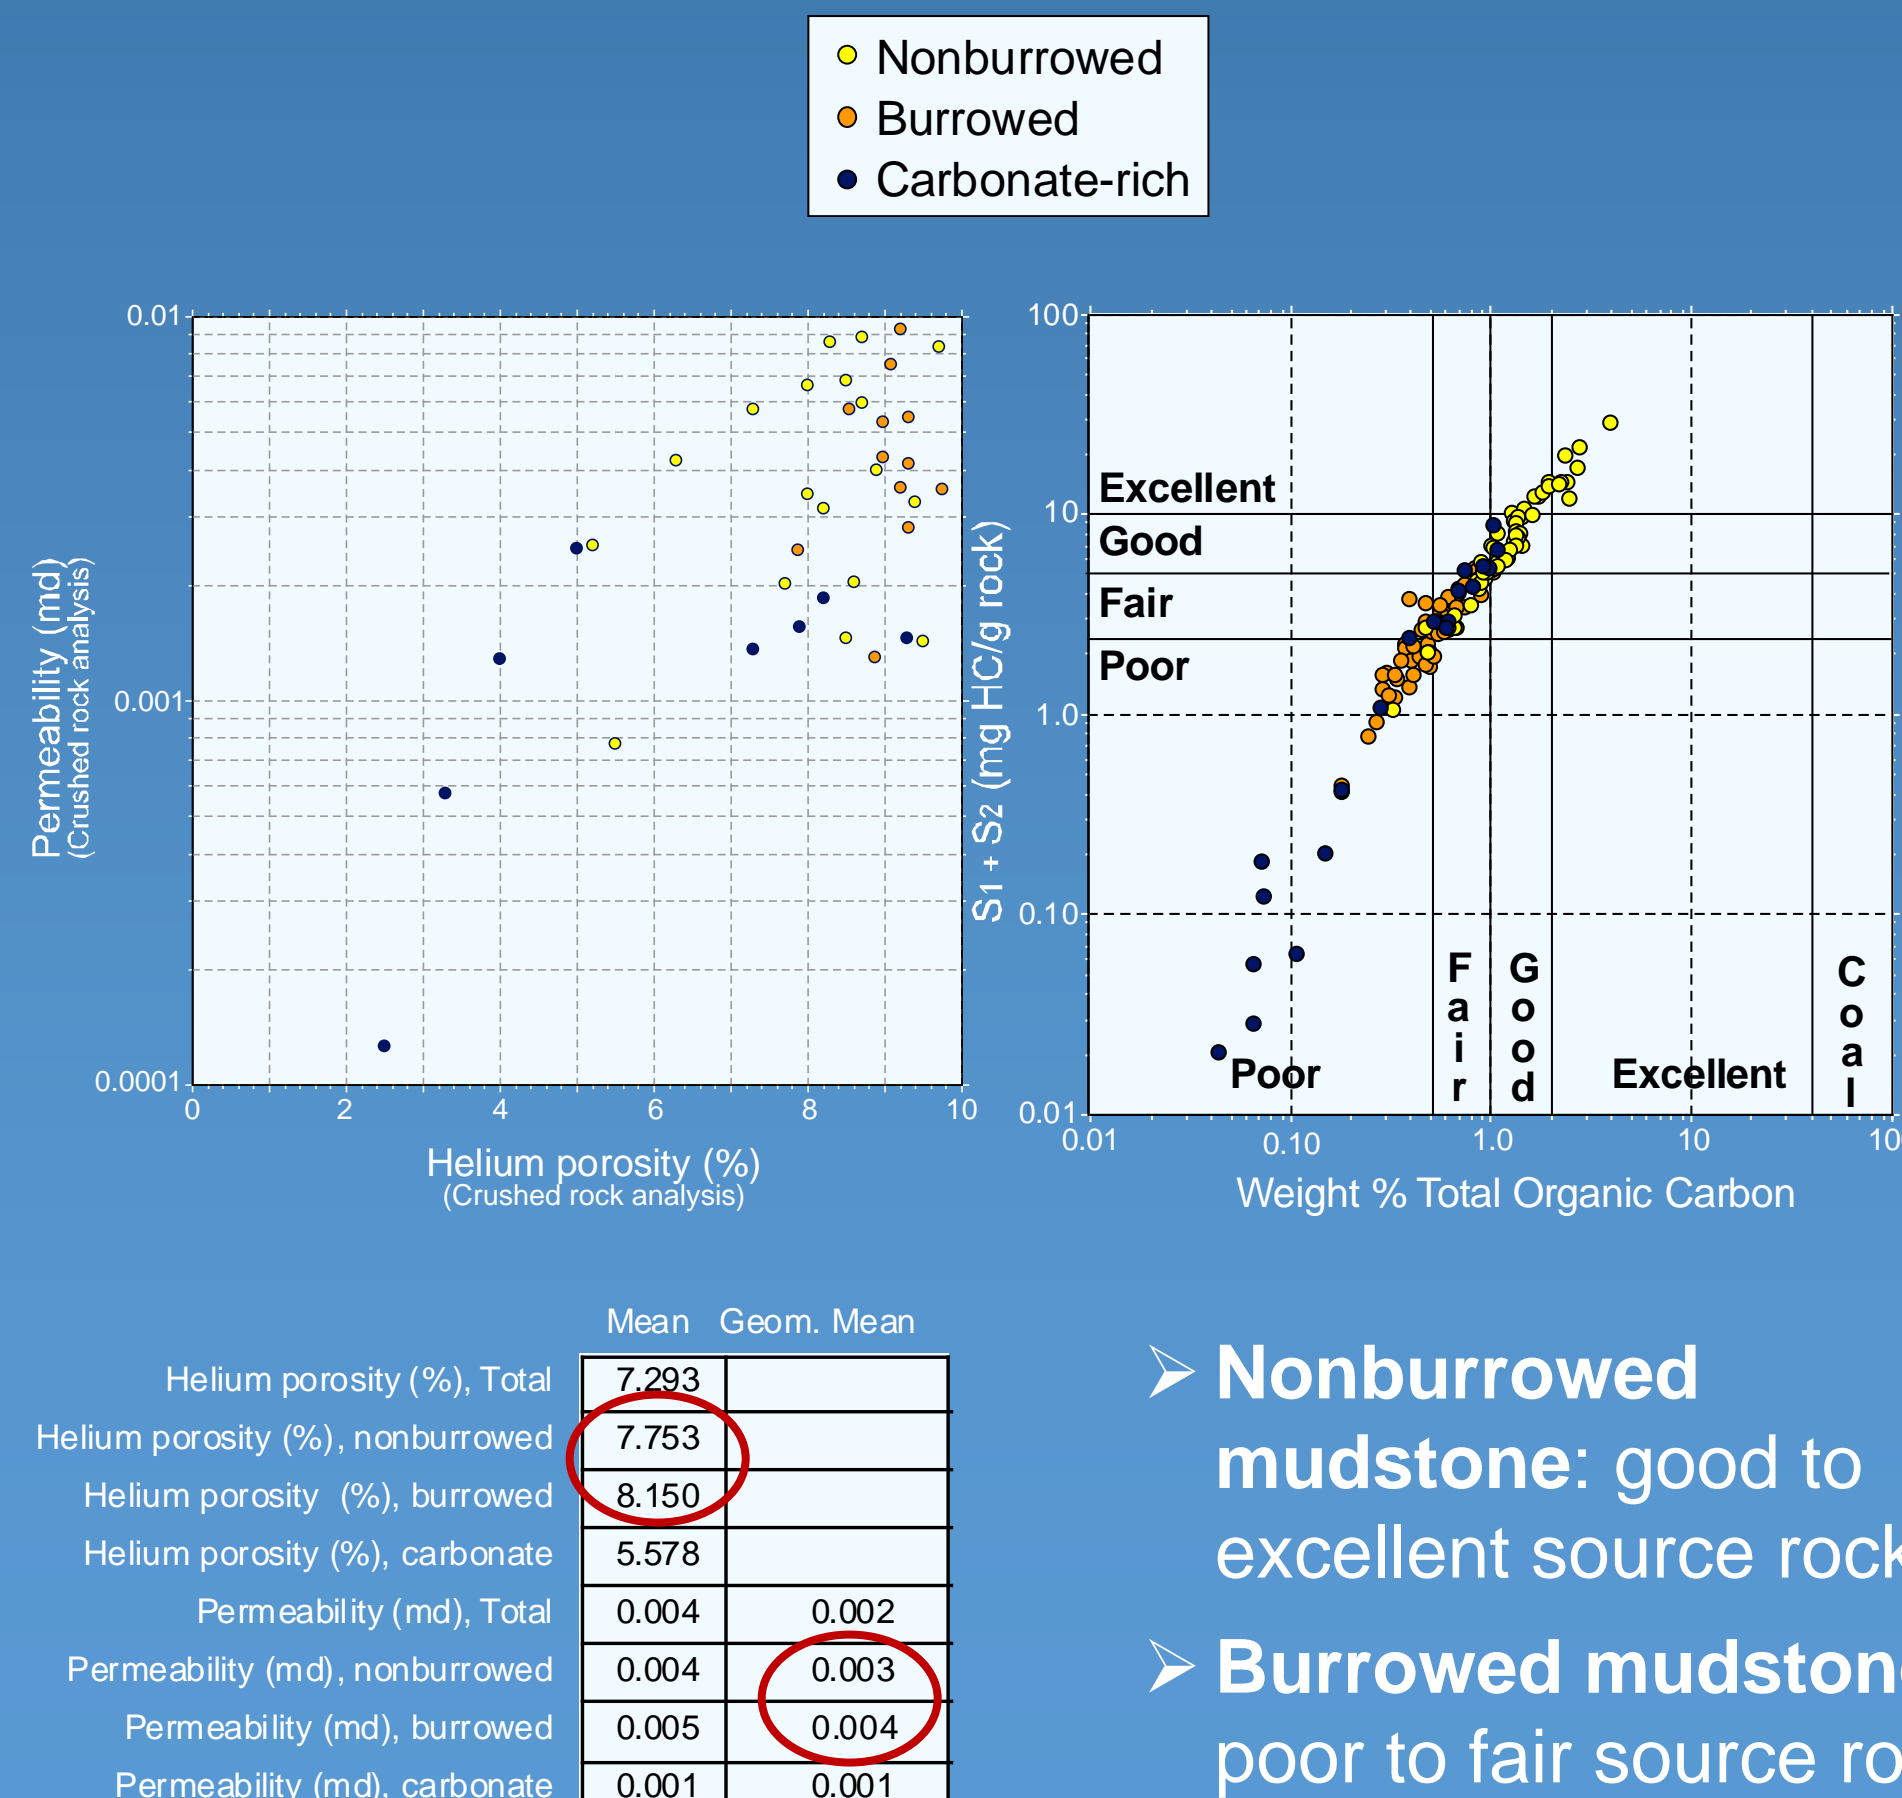 Nonburrowed
Burrowed
Carbonate-rich
0.01
0.001
0.0001
Permeability (md)
(Crushed rock analysis)
0 2 4 6 8 10
Helium porosity (%)
(Crushed rock analysis)
100
10
1.0
0.10
0.01
S1 + S2 (mg HC/g rock)
Excellent
Good
Fair
Poor
Poor
Fair
Good
Excellent
Coal
0.01 0.10 1.0 10 10
Weight % Total Organic Carbon
Mean Geom. Mean
Helium porosity (%), Total 7.293
Helium porosity (%), nonburrowed 7.753
Helium porosity (%), burrowed 8.150
Helium porosity (%), carbonate 5.578
Permeability (md), Total 0.004 0.002
Permeability (md), nonburrowed 0.004 0.003
Permeability (md), burrowed 0.005 0.004
Permeability (md), carbonate 0.001 0.001
➢ Nonburrowed
mudstone: good to
excellent source rock
➢ Burrowed mudston
poor to fair source ro